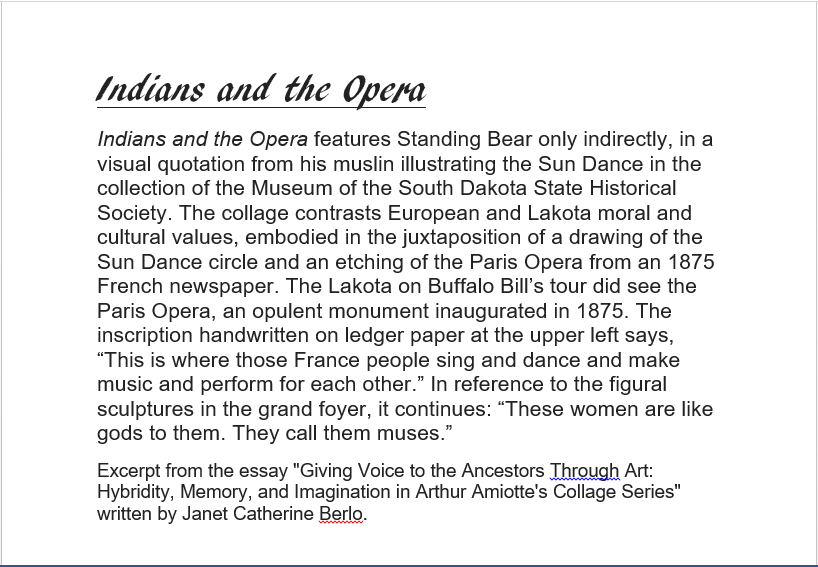 Indians and the Opera
Indians and the Opera features Standing Bear only indirectly, in a
visual quotation from his muslin illustrating the Sun Dance in the
collection of the Museum of the South Dakota State Historical
Society. The collage contrasts European and Lakota moral and
cultural values, embodied in the juxtaposition of a drawing of the
Sun Dance circle and an etching of the Paris Opera from an 1875
French newspaper. The Lakota on Buffalo Bill’s tour did see the
Paris Opera, an opulent monument inaugurated in 1875. The
inscription handwritten on ledger paper at the upper left says,
“This is where those France people sing and dance and make
music and perform for each other.” In reference to the figural
sculptures in the grand foyer, it continues: “These women are like
gods to them. They call them muses.”
Excerpt from the essay "Giving Voice to the Ancestors Through Art:
Hybridity, Memory, and Imagination in Arthur Amiotte's Collage Series"
written by Janet Catherine Berlo.